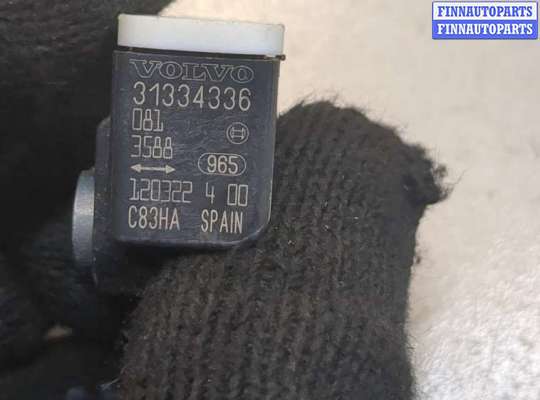 FINNAUTOPARTS
FINNAUTOPARTS
VOLVO
31334336
081
3588
965
120322 4 00
C83HA SPAIN